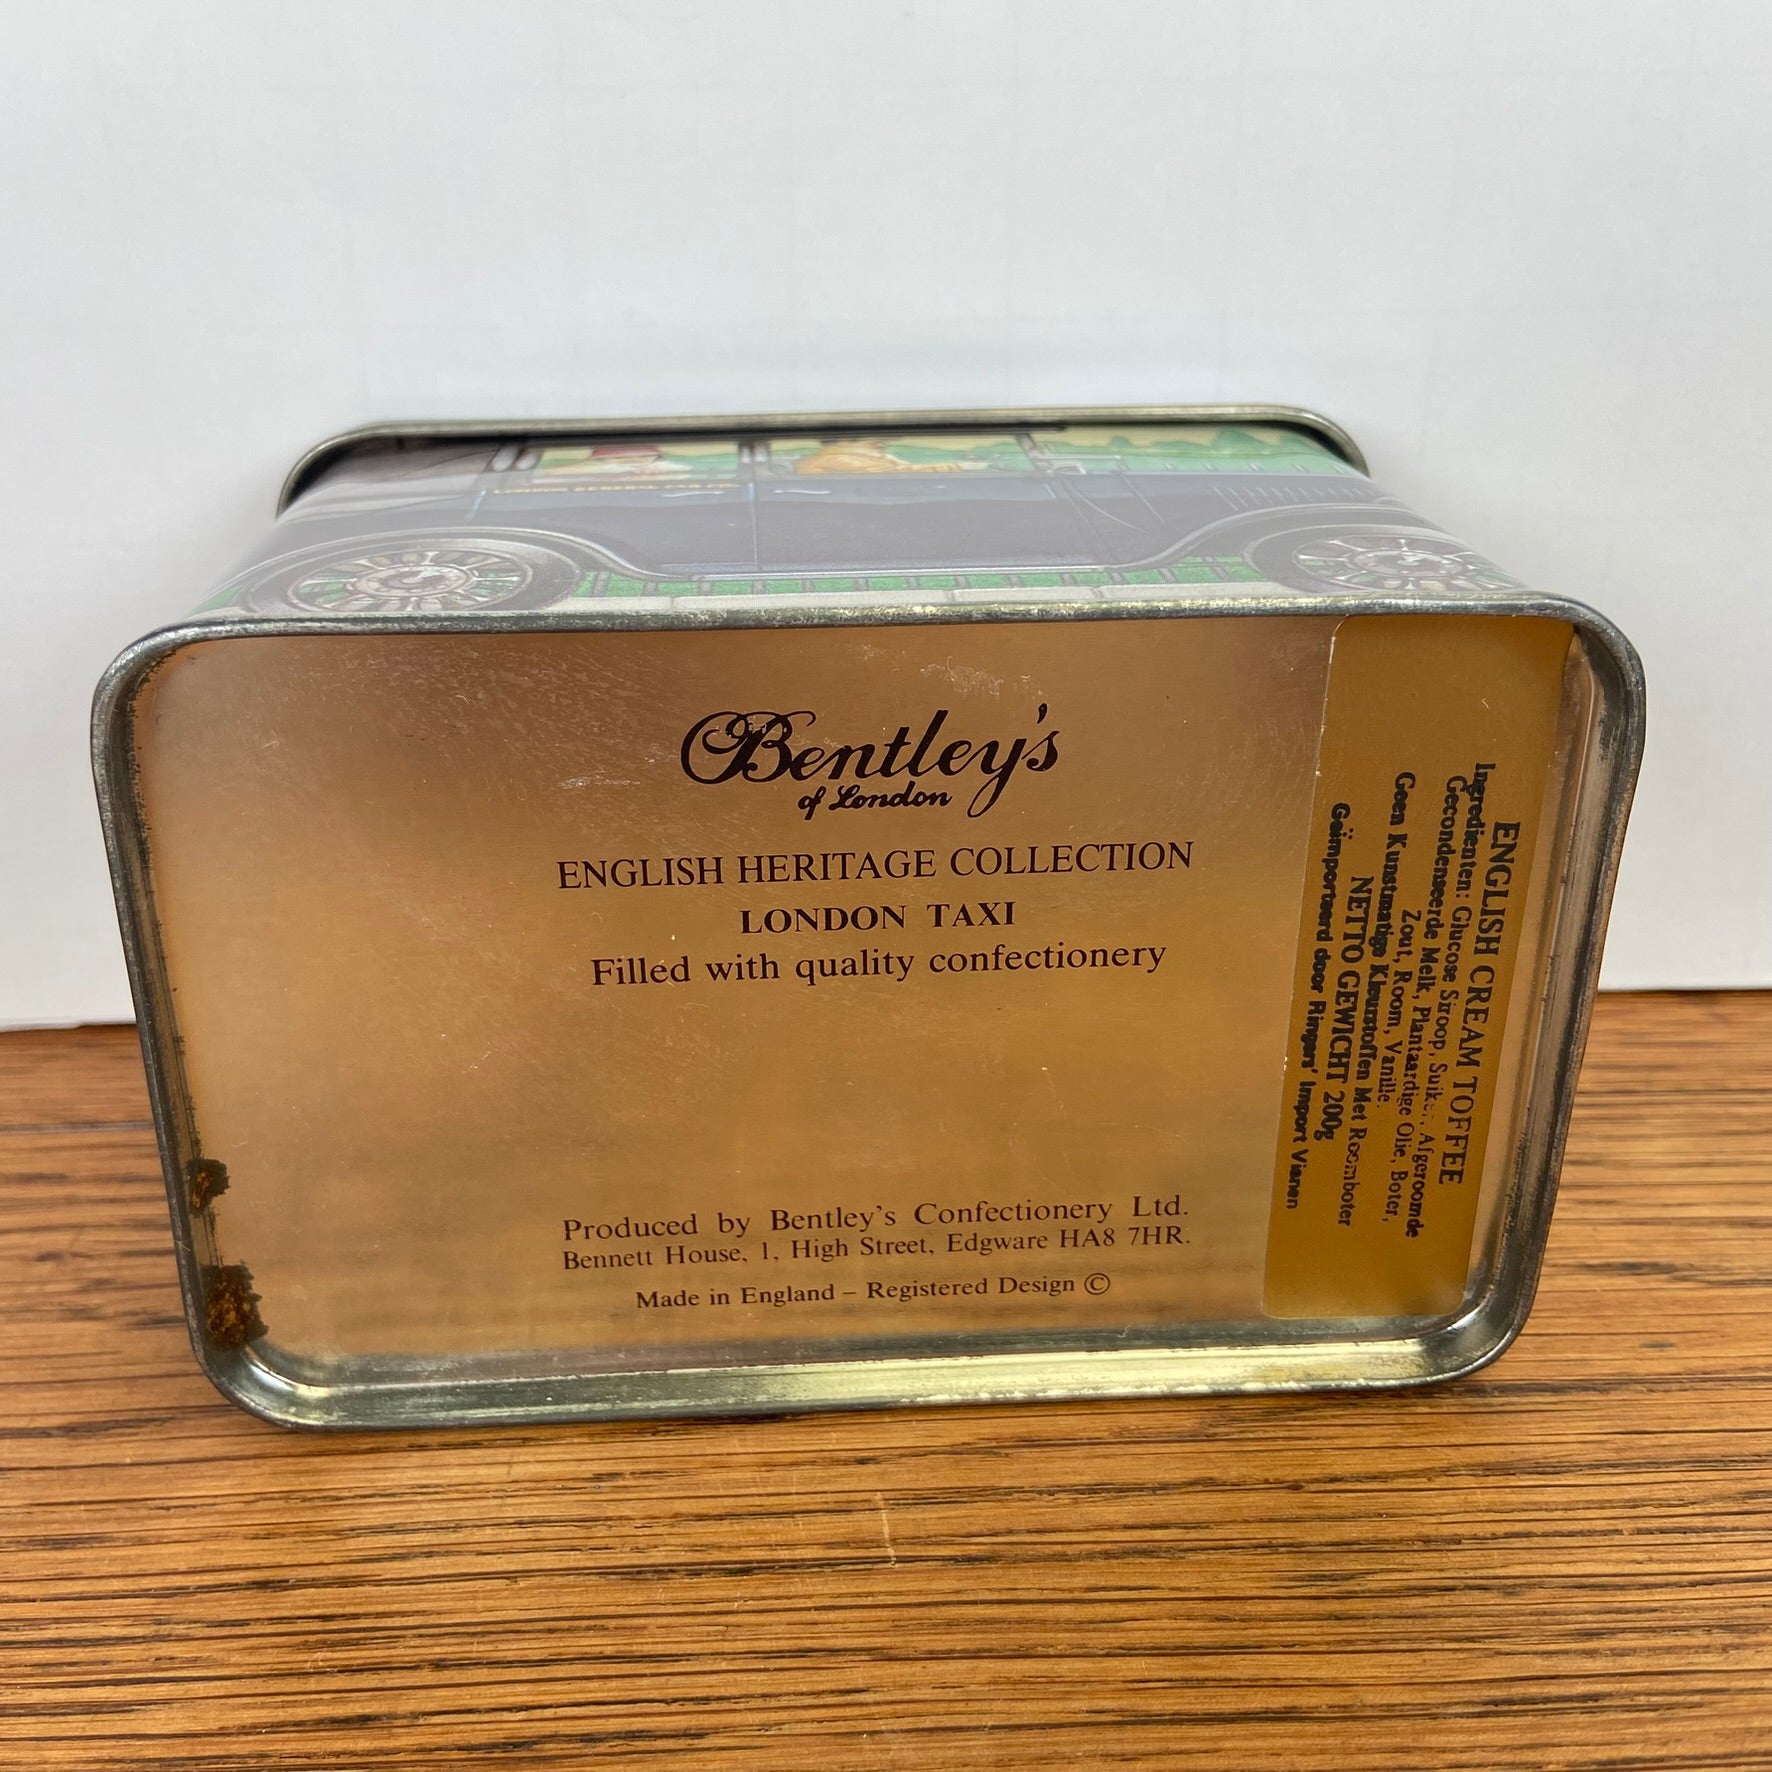 Bentley's
of London
ENGLISH HERITAGE COLLECTION
LONDON TAXI
Filled with quality confectionery
Produced by Bentley's Confectionery Ltd.
Bennett House, 1, High Street, Edgware HA8 7HR.
Made in England – Registered Design ©
ENGLISH CREAM TOFFEE
Ingredienten: Glucose Siroop, Suiker, Afgeroomde
Gecondenseerde Melk, Plantaardige Olie, Boter,
Zout, Room, Vanille.
Geen Kunstmatige Kleurstoffen Met Roomboter
NETTO GEWICHT 200g
Geïmporteerd door Ringers' Import Vianen